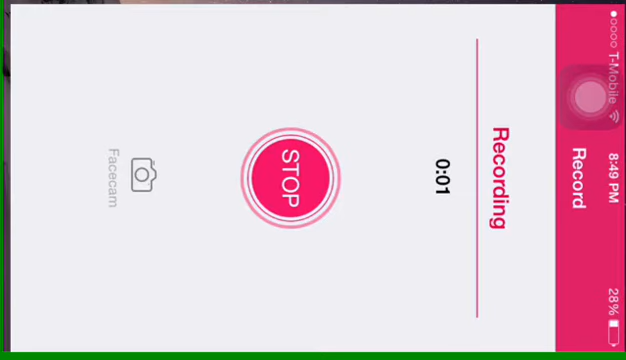 ●○○○○ T-Mobile 8:49 PM 28%
Record
Recording
0:01
STOP
Facecam